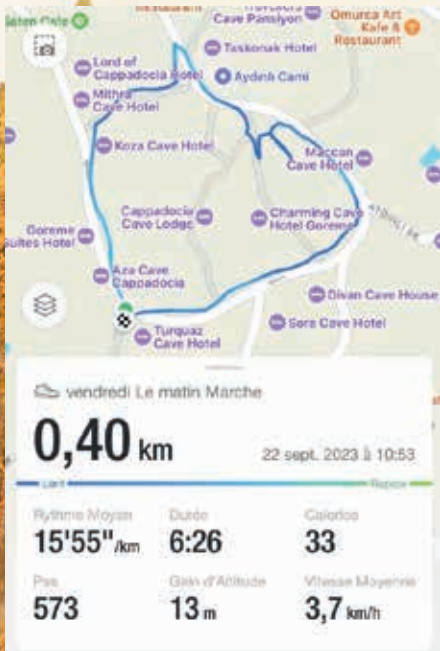 Restaurant
Cave Pansiyon
Omurca Art
Kafe &
Restaurant
Taskonak Hotel
Lord of
Cappadocia Hotel
Aydınlı Cami
Mithra
Cave Hotel
Koza Cave Hotel
Maccan
Cave Hotel
Cappadocia
Cave Lodge
Charming Cave
Hotel Goreme
Goreme
Suites Hotel
Aza Cave
Cappadocia
Divan Cave House
Turquaz
Cave Hotel
Sora Cave Hotel
vendredi Le matin Marche
0,40 km
22 sept. 2023 à 10:53
Lent
Rapide
Rythme Moyen
Durée
Calories
15'55"/km
6:26
33
Pas
Gain d'Altitude
Vitesse Moyenne
573
13 m
3,7 km/h